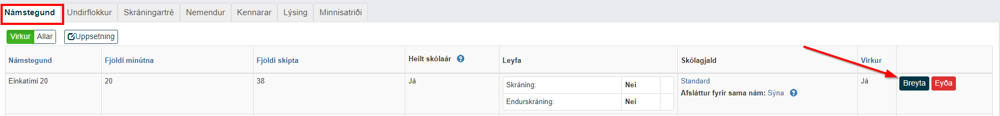 Námstegund Undirflokkur Skráningartré Nemendur Kennarar Lýsing Minnisatriði
Virkur Allar Uppsetning
Námstegund Fjöldi mínútna Fjöldi skipta Heilt skólaár ? Leyfa Skólagjald Virkur
Einkatími 20 20 38 Já Skráning: Nei Standard Já Breyta Eyða
Afsláttur fyrir sama nám: Sýna ?
Endurskráning: Nei